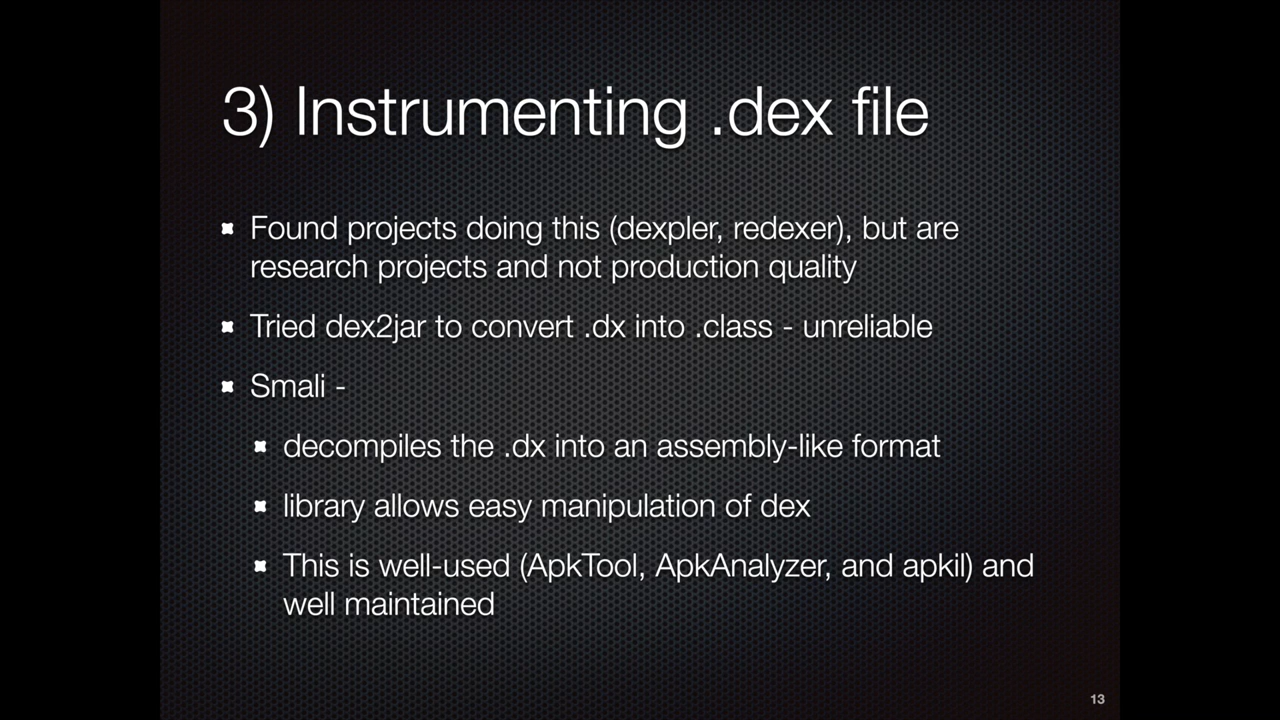 3) Instrumenting .dex file
Found projects doing this (dexpler, redexer), but are
research projects and not production quality
Tried dex2jar to convert .dx into .class - unreliable
Smali -
decompiles the .dx into an assembly-like format
library allows easy manipulation of dex
This is well-used (ApkTool, ApkAnalyzer, and apkil) and
well maintained
13